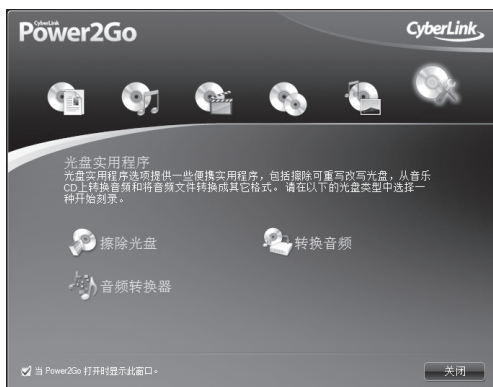 CyberLink
Power2Go
CyberLink
光盘实用程序
光盘实用程序选项提供一些便携实用程序，包括擦除可重写改写光盘，从音乐
CD上转换音频和将音频文件转换成其它格式。请在以下的光盘类型中选择一
种开始刻录。
擦除光盘
转换音频
音频转换器
当 Power2Go 打开时显示此窗口。
关闭